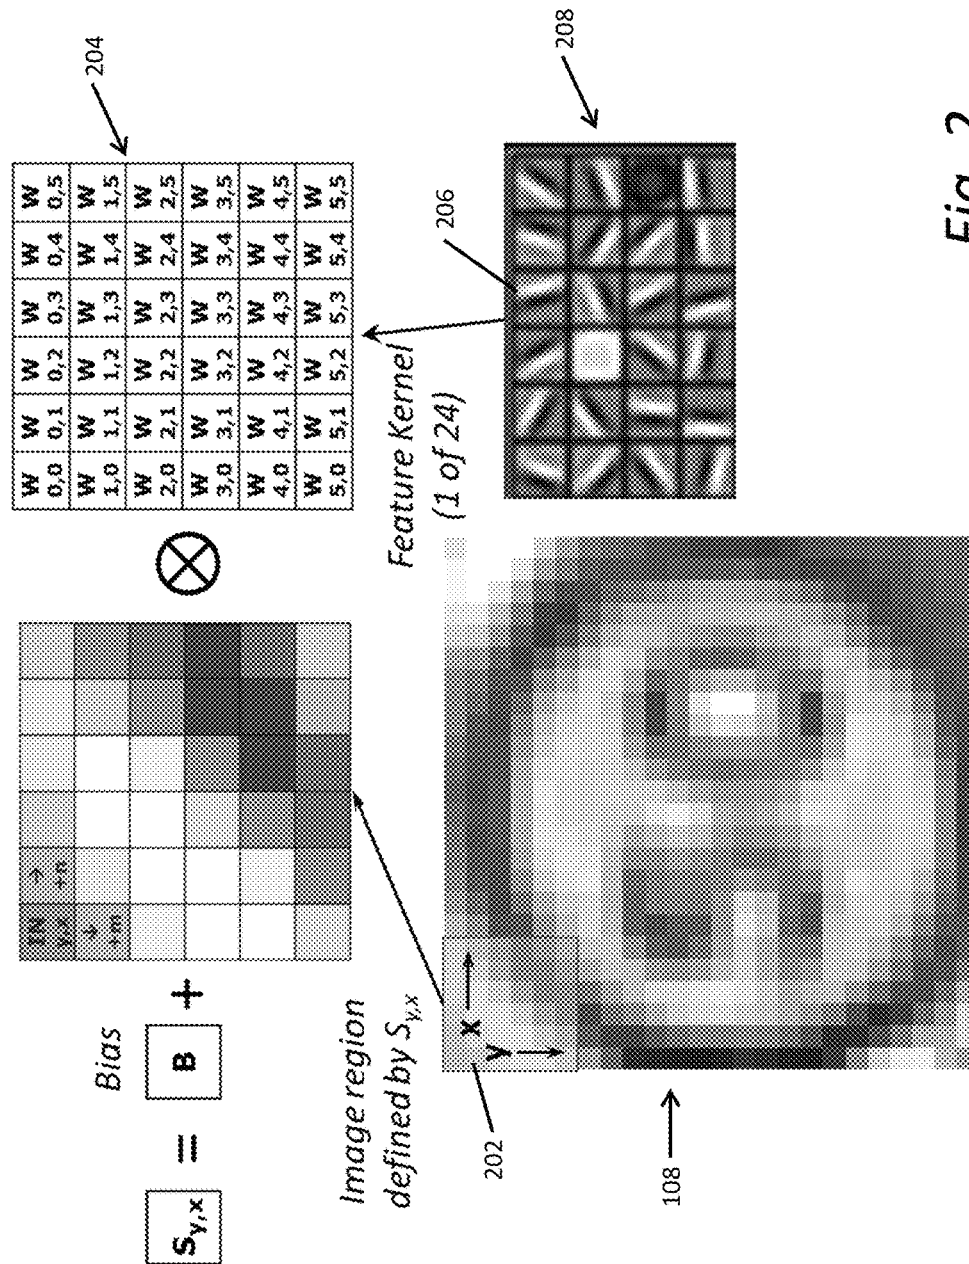 S y,x
=
Bias
B
+
IN → 
y,x +n
↓
+m
⊗
W W W W W W
0,0 0,1 0,2 0,3 0,4 0,5
W W W W W W
1,0 1,1 1,2 1,3 1,4 1,5
W W W W W W
2,0 2,1 2,2 2,3 2,4 2,5
W W W W W W
3,0 3,1 3,2 3,3 3,4 3,5
W W W W W W
4,0 4,1 4,2 4,3 4,4 4,5
W W W W W W
5,0 5,1 5,2 5,3 5,4 5,5
204
Image region
defined by S y,x
Feature Kernel
(1 of 24)
206
208
202
x
y
108
Fig. 2